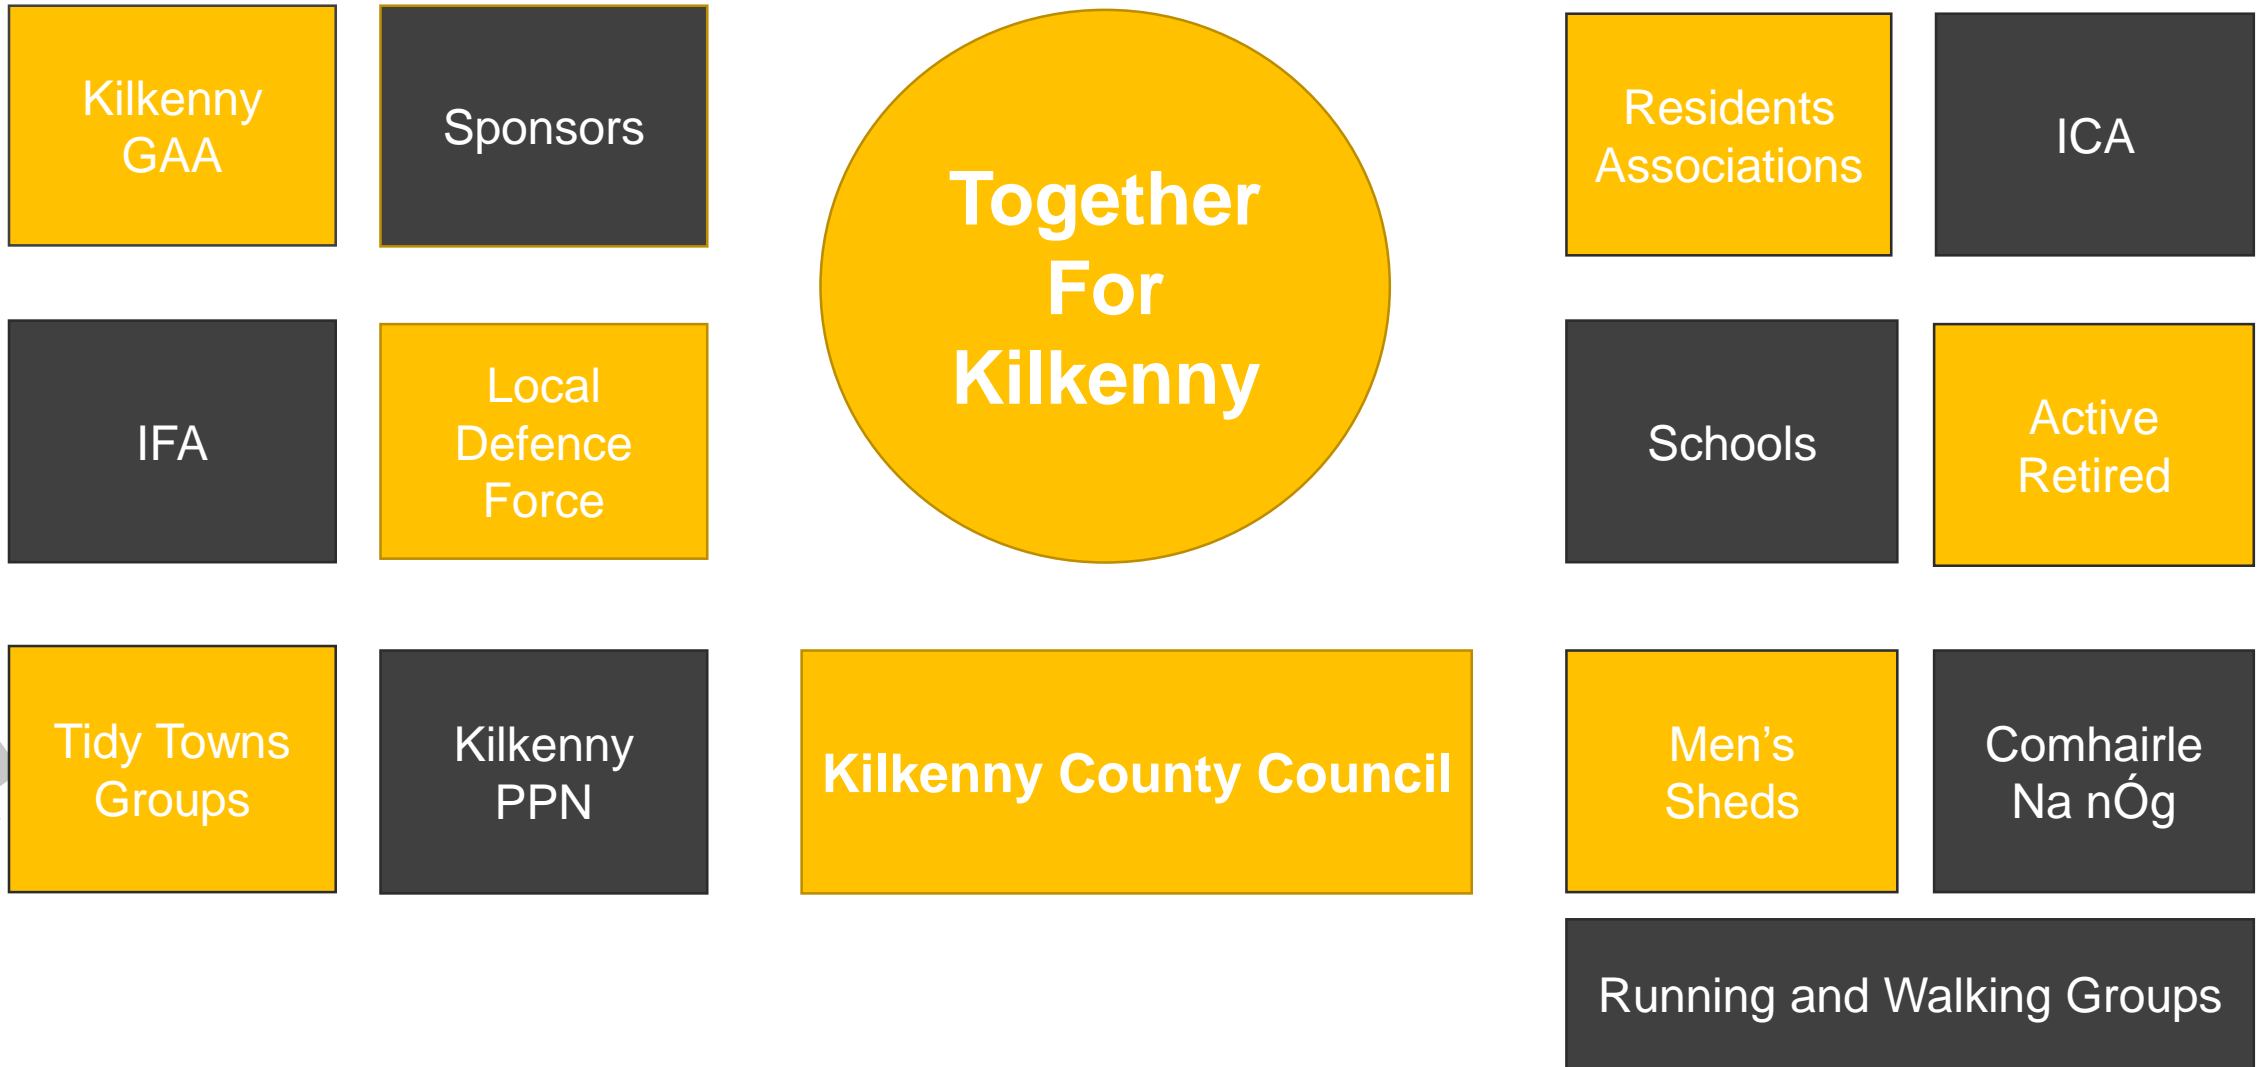 Kilkenny
GAA
Sponsors
Together
For
Kilkenny
Residents
Associations
ICA
IFA
Local
Defence
Force
Schools
Active
Retired
Tidy Towns
Groups
Kilkenny
PPN
Kilkenny County Council
Men’s
Sheds
Comhairle
Na nÓg
Running and Walking Groups